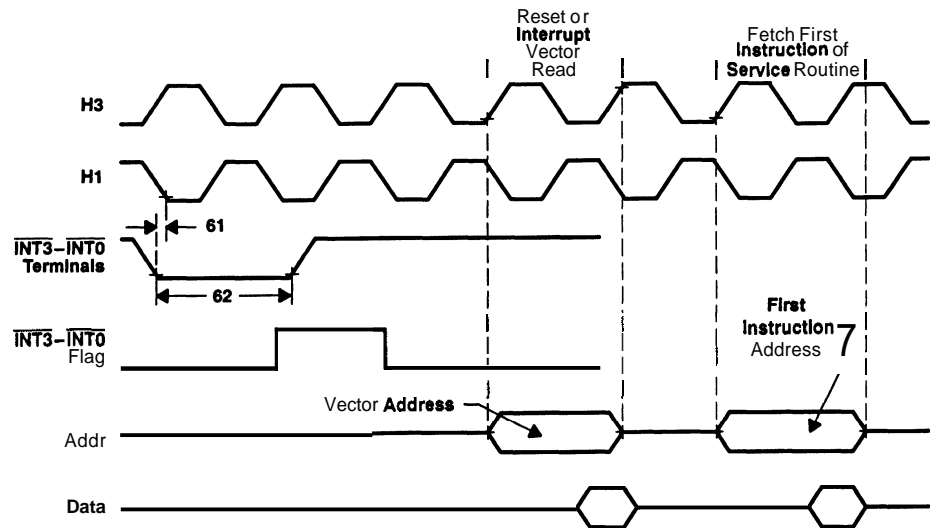 Reset or
Interrupt
Vector
Read
Fetch First
Instruction of
Service Routine
H3
H1
61
INT3–INT0
Terminals
62
INT3–INT0
Flag
First
Instruction
Address 7
Vector Address
Addr
Data